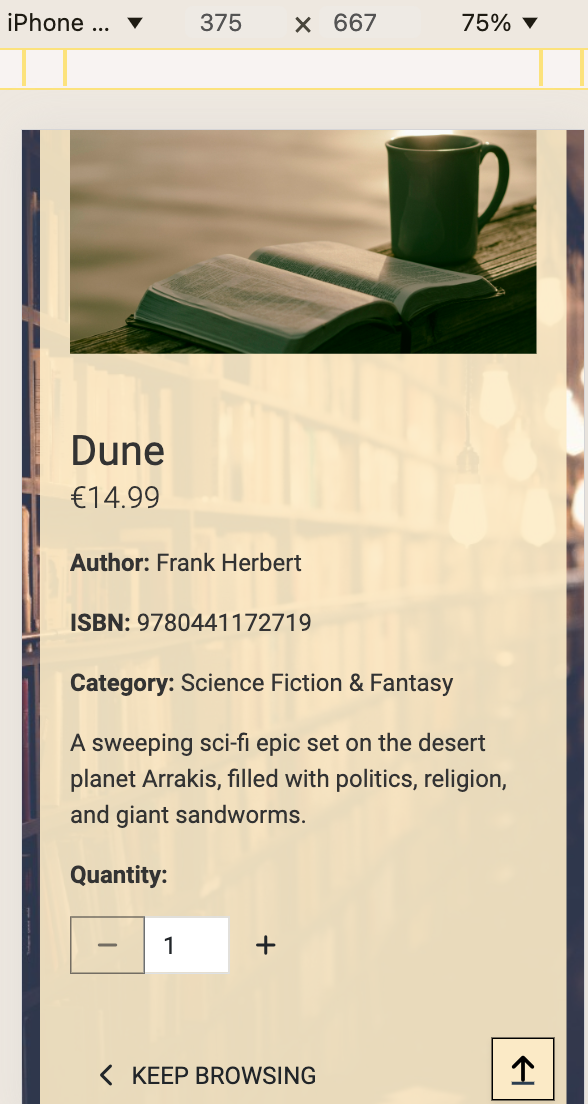 iPhone ... 375 × 667 75%
Dune
€14.99
Author: Frank Herbert
ISBN: 9780441172719
Category: Science Fiction & Fantasy
A sweeping sci-fi epic set on the desert
planet Arrakis, filled with politics, religion,
and giant sandworms.
Quantity:
− 1 +
KEEP BROWSING